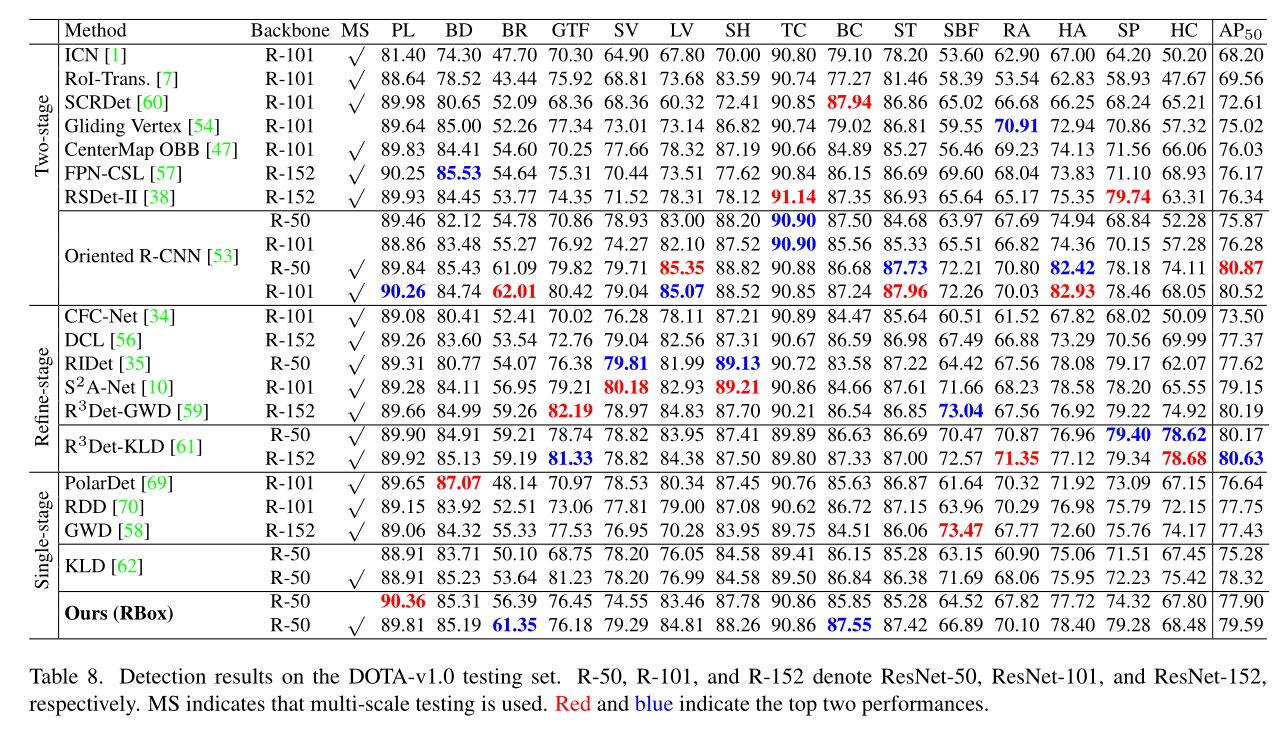 Method Backbone MS PL BD BR GTF SV LV SH TC BC ST SBF RA HA SP HC AP50
Two-stage
ICN [1] R-101 √ 81.40 74.30 47.70 70.30 64.90 67.80 70.00 90.80 79.10 78.20 53.60 62.90 67.00 64.20 50.20 68.20
RoI-Trans. [7] R-101 √ 88.64 78.52 43.44 75.92 68.81 73.68 83.59 90.74 77.27 81.46 58.39 53.54 62.83 58.93 47.67 69.56
SCRDet [60] R-101 √ 89.98 80.65 52.09 68.36 68.36 60.32 72.41 90.85 87.94 86.86 65.02 66.68 66.25 68.24 65.21 72.61
Gliding Vertex [54] R-101 89.64 85.00 52.26 77.34 73.01 73.14 86.82 90.74 79.02 86.81 59.55 70.91 72.94 70.86 57.32 75.02
CenterMap OBB [47] R-101 √ 89.83 84.41 54.60 70.25 77.66 78.32 87.19 90.66 84.89 85.27 56.46 69.23 74.13 71.56 66.06 76.03
FPN-CSL [57] R-152 √ 90.25 85.53 54.64 75.31 70.44 73.51 77.62 90.84 86.15 86.69 69.60 68.04 73.83 71.10 68.93 76.17
RSDet-II [38] R-152 √ 89.93 84.45 53.77 74.35 71.52 78.31 78.12 91.14 87.35 86.93 65.64 65.17 75.35 79.74 63.31 76.34
Oriented R-CNN [53]
R-50 89.46 82.12 54.78 70.86 78.93 83.00 88.20 90.90 87.50 84.68 63.97 67.69 74.94 68.84 52.28 75.87
R-101 88.86 83.48 55.27 76.92 74.27 82.10 87.52 90.90 85.56 85.33 65.51 66.82 74.36 70.15 57.28 76.28
R-50 √ 89.84 85.43 61.09 79.82 79.71 85.35 88.82 90.88 86.68 87.73 72.21 70.80 82.42 78.18 74.11 80.87
R-101 √ 90.26 84.74 62.01 80.42 79.04 85.07 88.52 90.85 87.24 87.96 72.26 70.03 82.93 78.46 68.05 80.52
Refine-stage
CFC-Net [34] R-101 √ 89.08 80.41 52.41 70.02 76.28 78.11 87.21 90.89 84.47 85.64 60.51 61.52 67.82 68.02 50.09 73.50
DCL [56] R-152 √ 89.26 83.60 53.54 72.76 79.04 82.56 87.31 90.67 86.59 86.98 67.49 66.88 73.29 70.56 69.99 77.37
RIDet [35] R-50 √ 89.31 80.77 54.07 76.38 79.81 81.99 89.13 90.72 83.58 87.22 64.42 67.56 78.08 79.17 62.07 77.62
S2A-Net [10] R-101 √ 89.28 84.11 56.95 79.21 80.18 82.93 89.21 90.86 84.66 87.61 71.66 68.23 78.58 78.20 65.55 79.15
R3Det-GWD [59] R-152 √ 89.66 84.99 59.26 82.19 78.97 84.83 87.70 90.21 86.54 86.85 73.04 67.56 76.92 79.22 74.92 80.19
R3Det-KLD [61]
R-50 √ 89.90 84.91 59.21 78.74 78.82 83.95 87.41 89.89 86.63 86.69 70.47 70.87 76.96 79.40 78.62 80.17
R-152 √ 89.92 85.13 59.19 81.33 78.82 84.38 87.50 89.80 87.33 87.00 72.57 71.35 77.12 79.34 78.68 80.63
Single-stage
PolarDet [69] R-101 √ 89.65 87.07 48.14 70.97 78.53 80.34 87.45 90.76 85.63 86.87 61.64 70.32 71.92 73.09 67.15 76.64
RDD [70] R-101 √ 89.15 83.92 52.51 73.06 77.81 79.00 87.08 90.62 86.72 87.15 63.96 70.29 76.98 75.79 72.15 77.75
GWD [58] R-152 √ 89.06 84.32 55.33 77.53 76.95 70.28 83.95 89.75 84.51 86.06 73.47 67.77 72.60 75.76 74.17 77.43
KLD [62]
R-50 88.91 83.71 50.10 68.75 78.20 76.05 84.58 89.41 86.15 85.28 63.15 60.90 75.06 71.51 67.45 75.28
R-50 √ 88.91 85.23 53.64 81.23 78.20 76.99 84.58 89.50 86.84 86.38 71.69 68.06 75.95 72.23 75.42 78.32
Ours (RBox)
R-50 90.36 85.31 56.39 76.45 74.55 83.46 87.78 90.86 85.85 85.28 64.52 67.82 77.72 74.32 67.80 77.90
R-50 √ 89.81 85.19 61.35 76.18 79.29 84.81 88.26 90.86 87.55 87.42 66.89 70.10 78.40 79.28 68.48 79.59
Table 8. Detection results on the DOTA-v1.0 testing set. R-50, R-101, and R-152 denote ResNet-50, ResNet-101, and ResNet-152,
respectively. MS indicates that multi-scale testing is used. Red and blue indicate the top two performances.